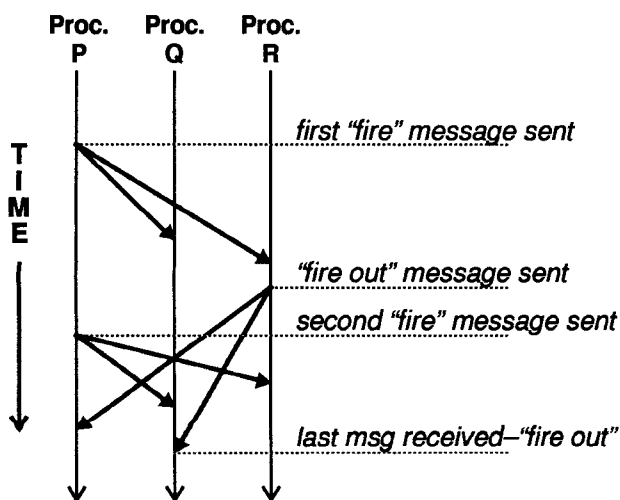 Proc. Proc. Proc.
P Q R
first “fire” message sent
TIME
“fire out” message sent
second “fire” message sent
last msg received–“fire out”